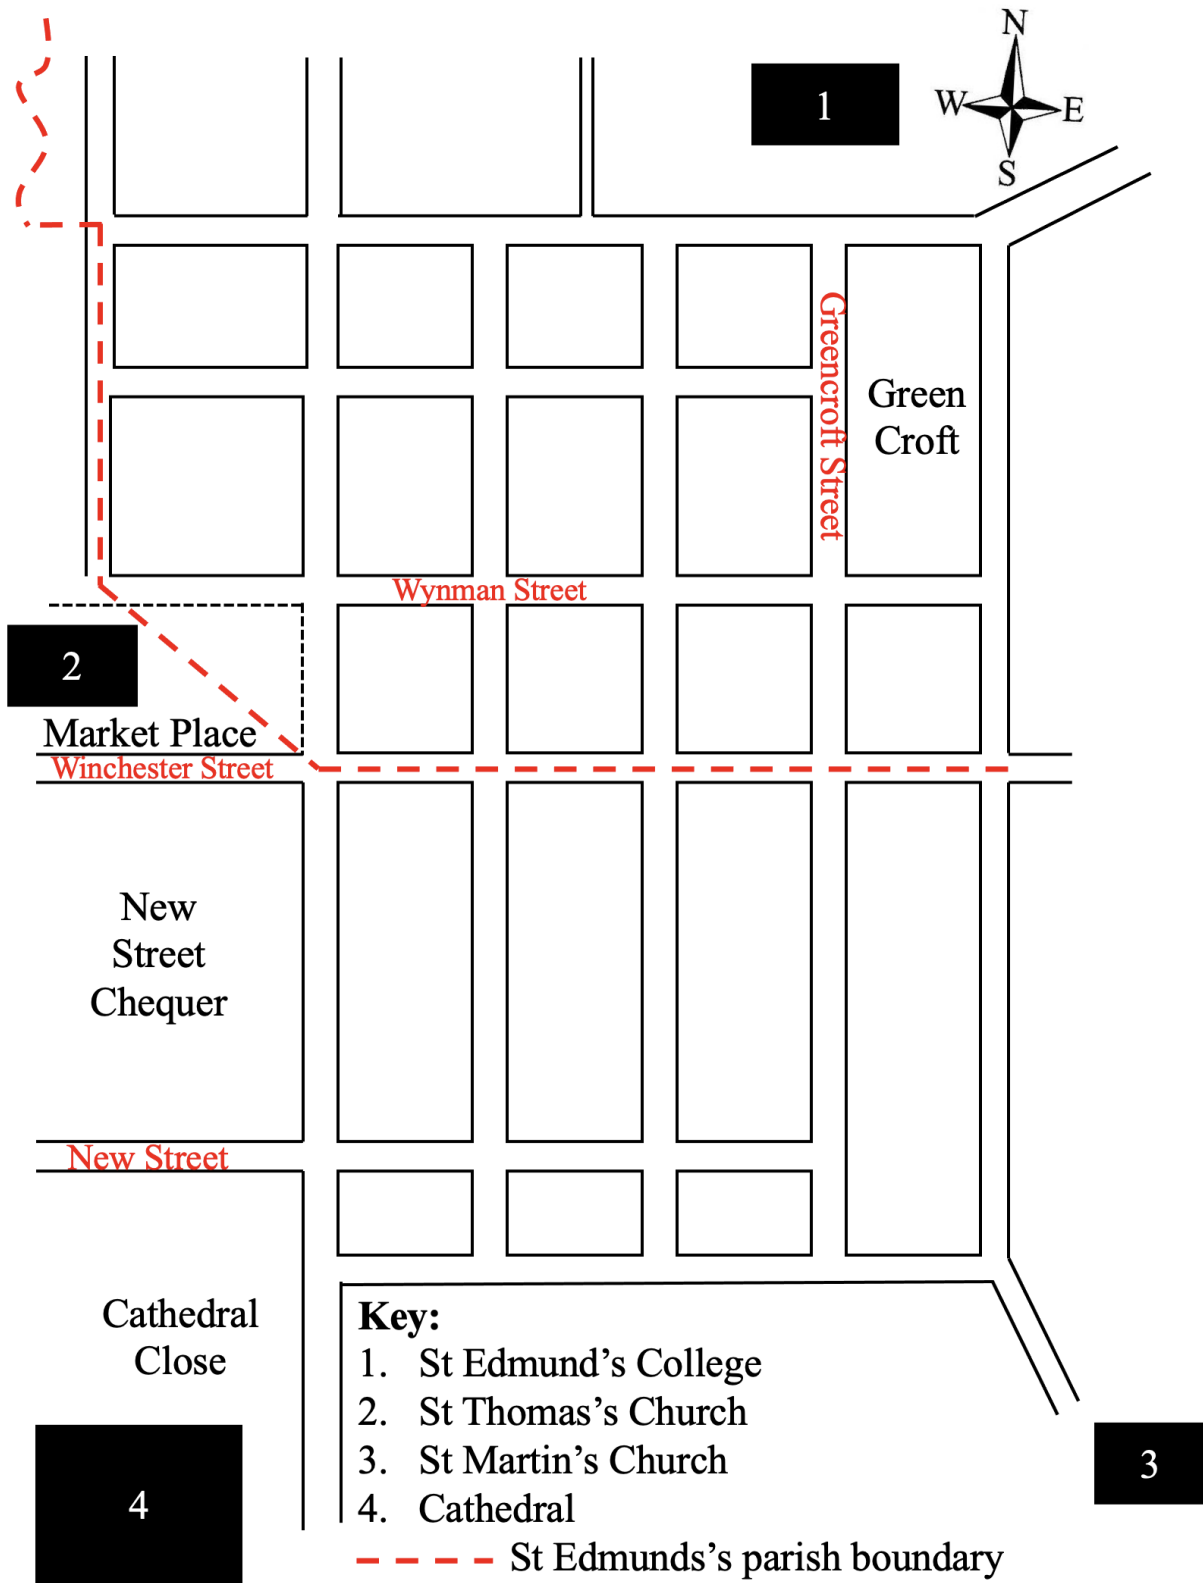 N
1
W
E
S
Greencroft Street
Green
Croft
Wynman Street
2
Market Place
Winchester Street
New
Street
Chequer
New Street
Cathedral
Close
Key:
1. St Edmund’s College
2. St Thomas’s Church
3. St Martin’s Church
4. Cathedral
St Edmunds’s parish boundary
3
4